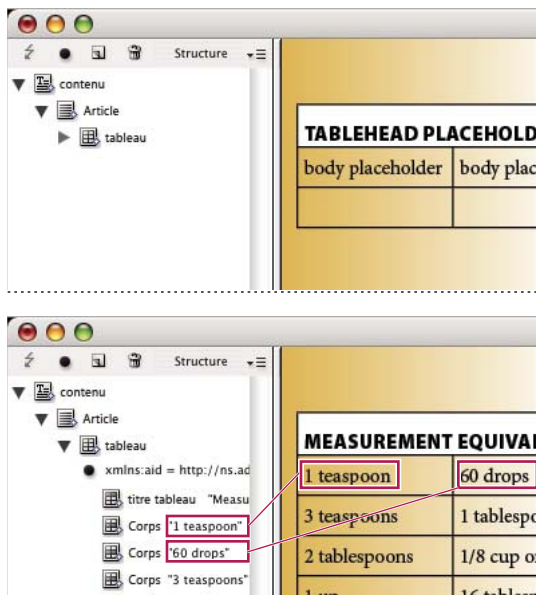 Structure
contenu
Article
tableau
TABLEHEAD PLACEHOLD
body placeholder body plac
Structure
contenu
Article
tableau
xmlns:aid = http://ns.ad
titre tableau "Measu
Corps "1 teaspoon"
Corps "60 drops"
Corps "3 teaspoons"
MEASUREMENT EQUIVA
1 teaspoon 60 drops
3 teaspoons 1 tablespo
2 tablespoons 1/8 cup o